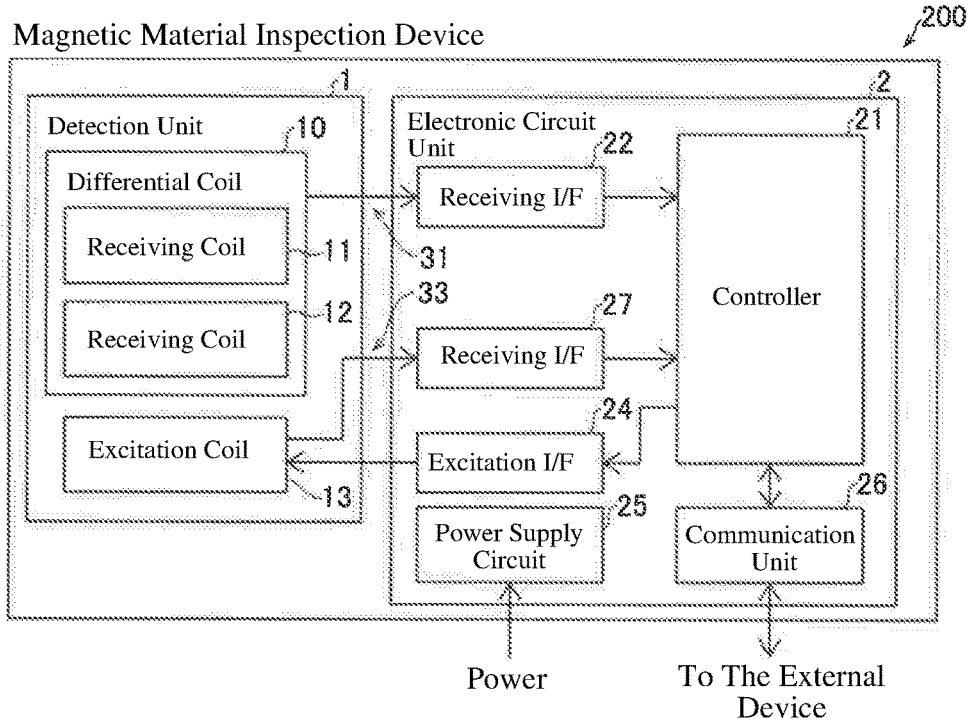 200
Magnetic Material Inspection Device
1
2
Detection Unit
10
Electronic Circuit
Unit
21
22
Differential Coil
Receiving I/F
Receiving Coil
11
31
Controller
33
12
27
Receiving Coil
Receiving I/F
24
Excitation Coil
Excitation I/F
13
25
26
Power Supply
Circuit
Communication
Unit
Power
To The External
Device